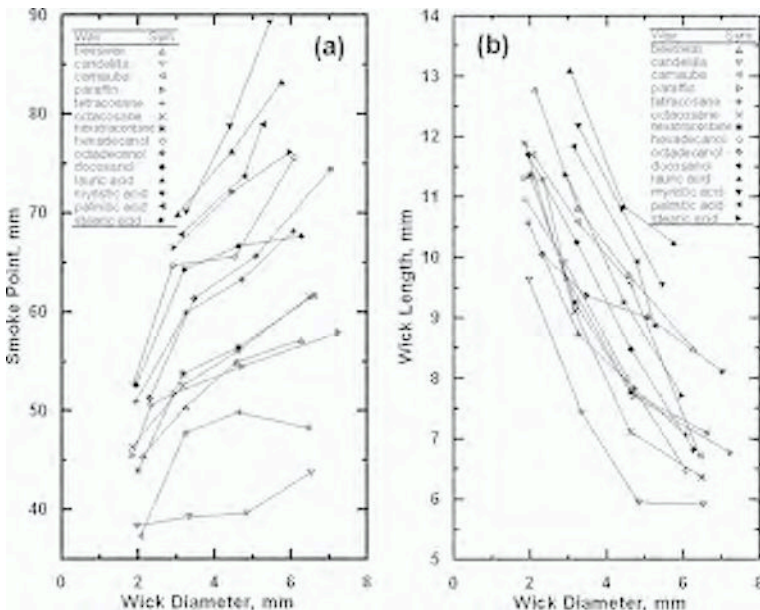 90
80
70
60
50
40
0 2 4 6 8
Smoke Point, mm
Wick Diameter, mm
(a)
Wax Sym.
beeswax
candelilla
carnauba
paraffin
tetracosane
octacosane
hexatriacontane
hexadecanol
octadecanol
docosanol
lauric acid
myristic acid
palmitic acid
stearic acid
14
13
12
11
10
9
8
7
6
5
0 2 4 6 8
Wick Length, mm
Wick Diameter, mm
(b)
Wax Sym.
beeswax
candelilla
carnauba
paraffin
tetracosane
octacosane
hexatriacontane
hexadecanol
octadecanol
docosanol
lauric acid
myristic acid
palmitic acid
stearic acid